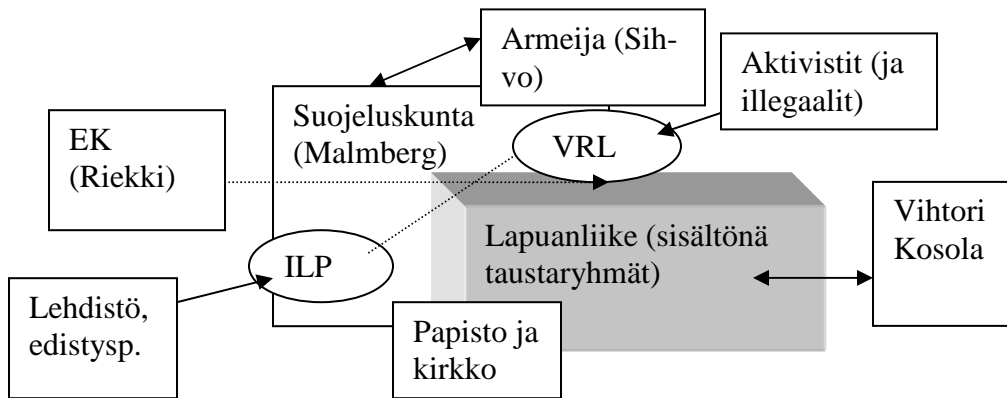 Armeija (Sih-
vo)
Aktivistit (ja
illegaalit)
Suojeluskunta
(Malmberg)
EK
(Riekki)
VRL
Vihtori
Kosola
Lapuanliike (sisältönä
taustaryhmät)
ILP
Lehdistö,
edistysp.
Papisto ja
kirkko